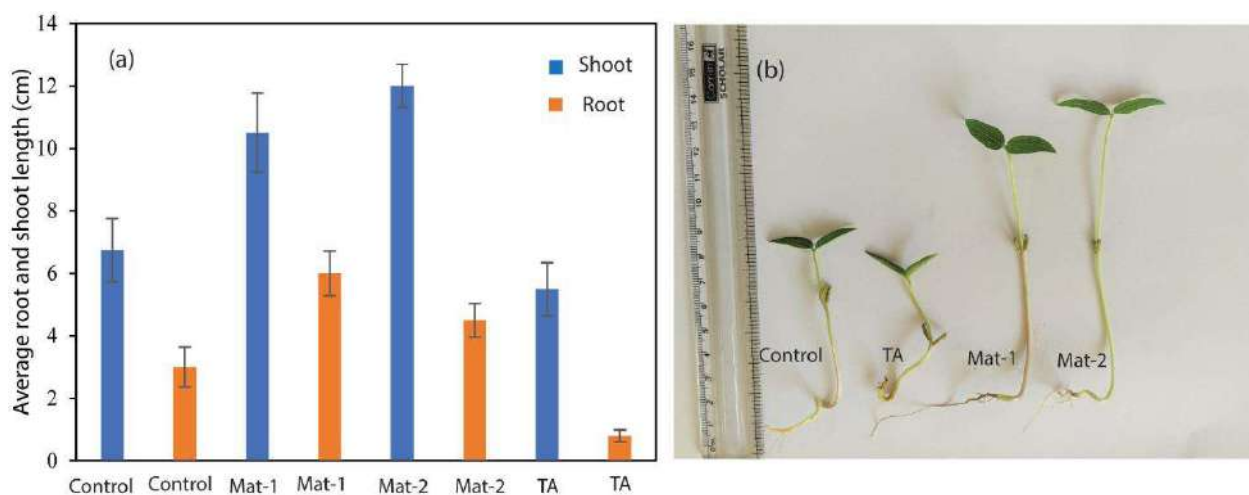 Average root and shoot length (cm)
14
12
10
8
6
4
2
0
(a)
Shoot
Root
Control
Control
Mat-1
Mat-1
Mat-2
Mat-2
TA
TA
(b)
SCHOLAR
Control
TA
Mat-1
Mat-2